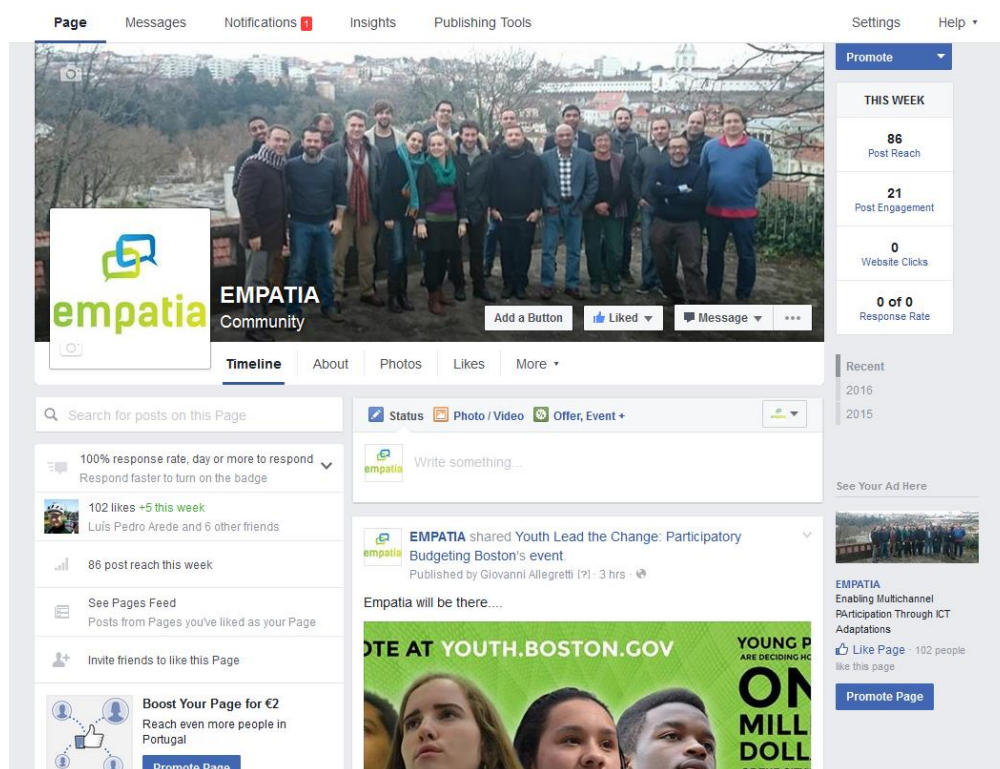 Page Messages Notifications 1 Insights Publishing Tools Settings Help
Promote
THIS WEEK
86
Post Reach
21
Post Engagement
0
Website Clicks
0 of 0
Response Rate
Recent
2016
2015
empatia
EMPATIA
Community
Add a Button Liked Message
Timeline About Photos Likes More
Search for posts on this Page
100% response rate, day or more to respond
Respond faster to turn on the badge
102 likes +5 this week
Luís Pedro Arede and 6 other friends
86 post reach this week
See Pages Feed
Posts from Pages you've liked as your Page
Invite friends to like this Page
Boost Your Page for €2
Reach even more people in
Portugal
Promote Page
Status Photo / Video Offer, Event +
empatia
Write something...
empatia
EMPATIA shared Youth Lead the Change: Participatory
Budgeting Boston's event.
Published by Giovanni Allegretti [?] · 3 hrs ·
Empatia will be there....
OTE AT YOUTH.BOSTON.GOV
YOUNG P
ARE DECIDING HO
ON
MILL
DOLL
See Your Ad Here
EMPATIA
Enabling Multichannel
PArticipation Through ICT
Adaptations
Like Page · 102 people
like this page
Promote Page